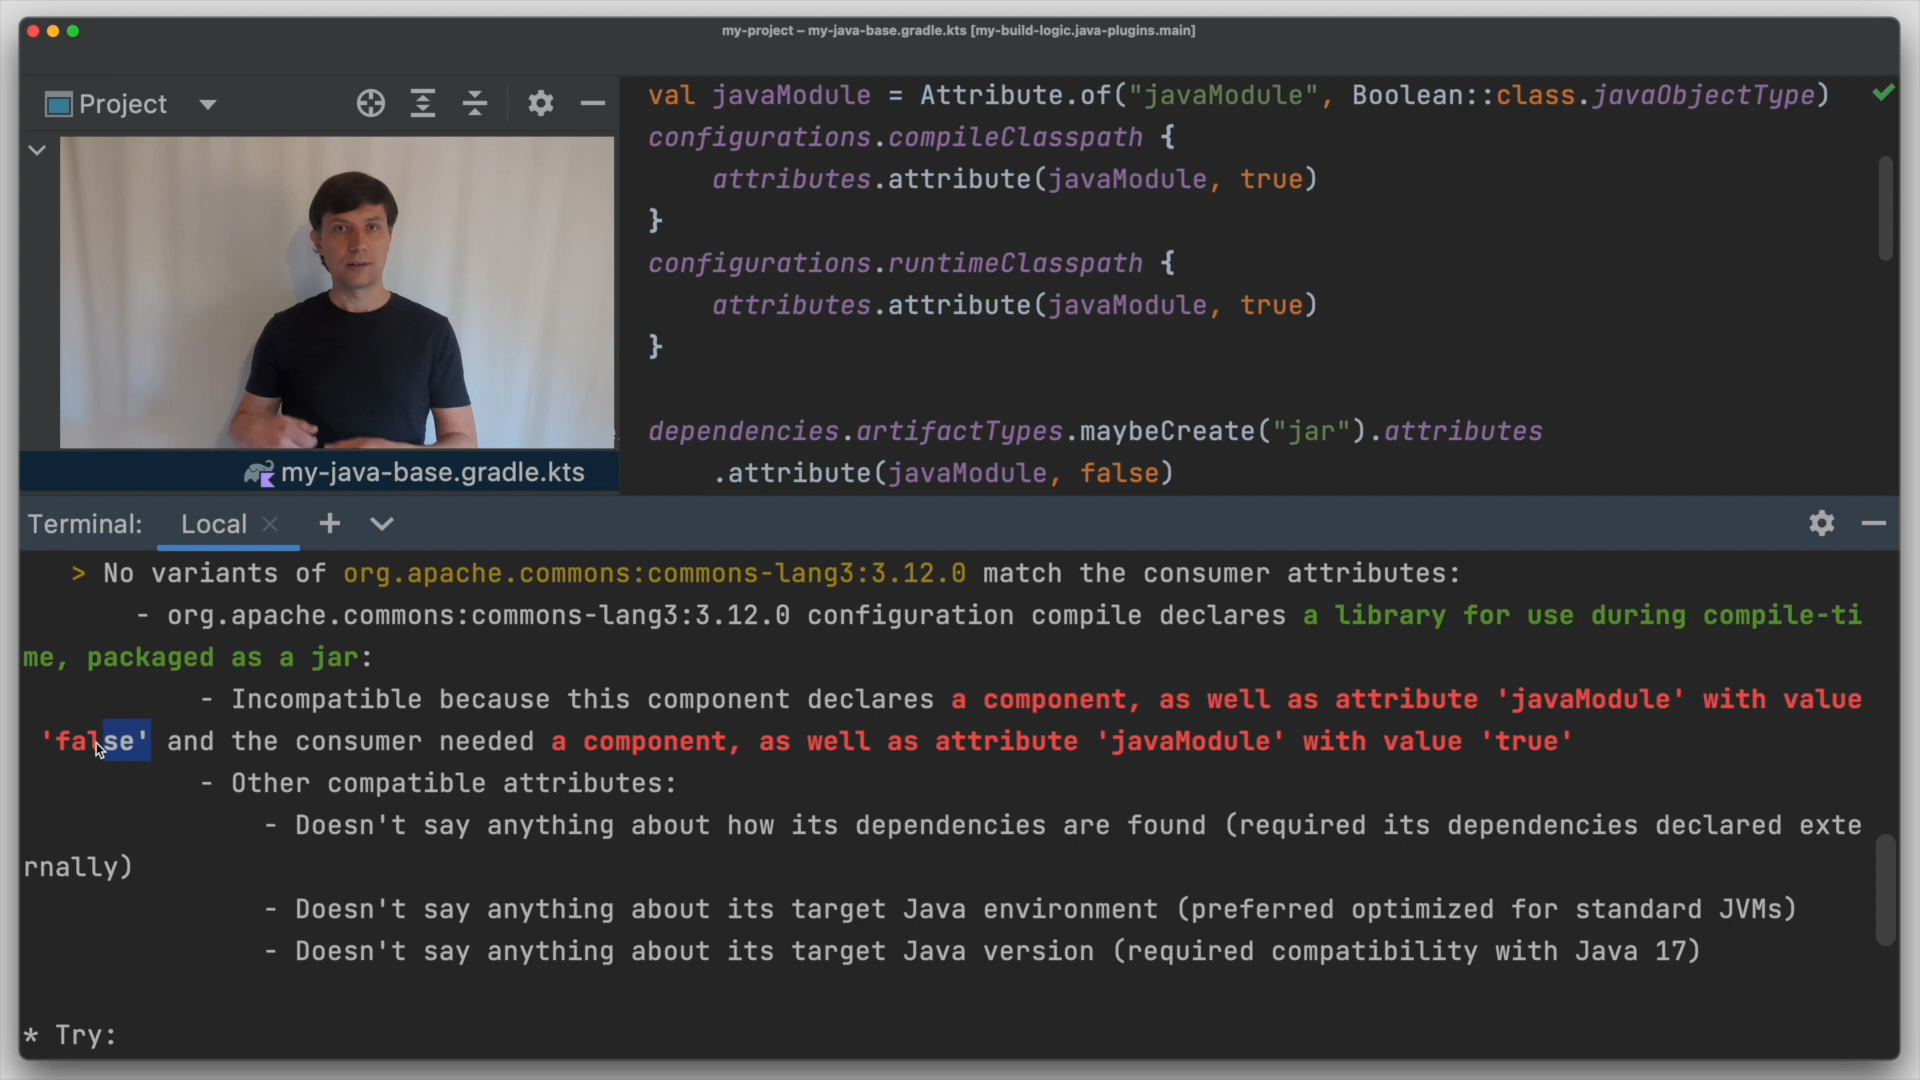 my-project – my-java-base.gradle.kts [my-build-logic.java-plugins.main]
Project
my-java-base.gradle.kts
val javaModule = Attribute.of("javaModule", Boolean::class.javaObjectType)
configurations.compileClasspath {
attributes.attribute(javaModule, true)
}
configurations.runtimeClasspath {
attributes.attribute(javaModule, true)
}
dependencies.artifactTypes.maybeCreate("jar").attributes
.attribute(javaModule, false)
Terminal: Local
> No variants of org.apache.commons:commons-lang3:3.12.0 match the consumer attributes:
- org.apache.commons:commons-lang3:3.12.0 configuration compile declares a library for use during compile-ti
me, packaged as a jar:
- Incompatible because this component declares a component, as well as attribute 'javaModule' with value
'false' and the consumer needed a component, as well as attribute 'javaModule' with value 'true'
- Other compatible attributes:
- Doesn't say anything about how its dependencies are found (required its dependencies declared exte
rnally)
- Doesn't say anything about its target Java environment (preferred optimized for standard JVMs)
- Doesn't say anything about its target Java version (required compatibility with Java 17)
* Try: